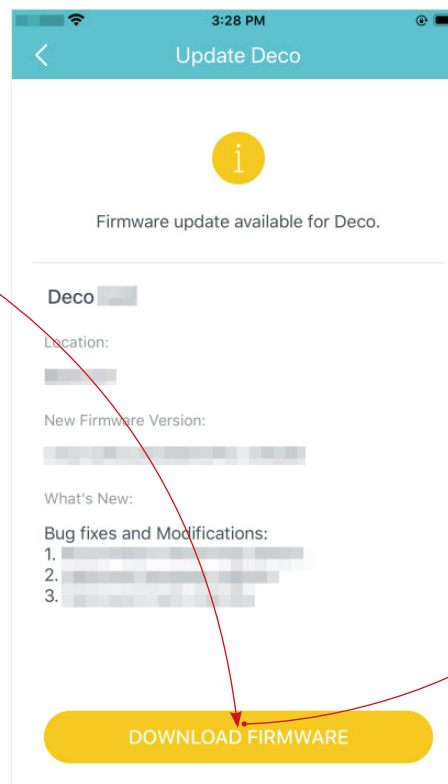 3:28 PM
Update Deco
i
Firmware update available for Deco.
Deco
Location:
New Firmware Version:
What's New:
Bug fixes and Modifications:
1.
2.
3.
DOWNLOAD FIRMWARE